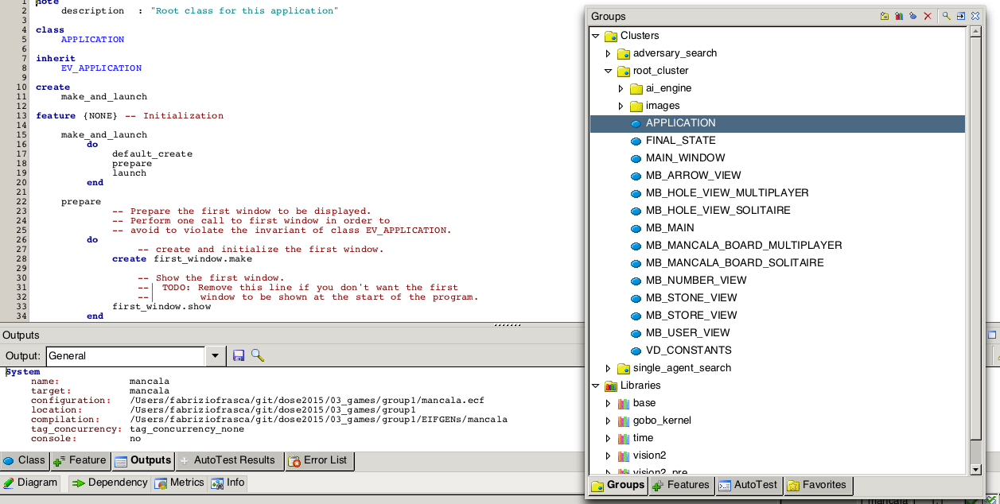 1 note
2 description : "Root class for this application"
3
4 class
5 APPLICATION
6
7 inherit
8 EV_APPLICATION
9
10 create
11 make_and_launch
12
13 feature {NONE} -- Initialization
14
15 make_and_launch
16 do
17 default_create
18 prepare
19 launch
20 end
21
22 prepare
23 -- Prepare the first window to be displayed.
24 -- Perform one call to first window in order to
25 -- avoid to violate the invariant of class EV_APPLICATION.
26 do
27 -- create and initialize the first window.
28 create first_window.make
29
30 -- Show the first window.
31 --| TODO: Remove this line if you don't want the first
32 --| window to be shown at the start of the program.
33 first_window.show
34 end
Outputs
Output: General
System
name: mancala
target: mancala
configuration: /Users/fabriziofrasca/git/dose2015/03_games/group1/mancala.ecf
location: /Users/fabriziofrasca/git/dose2015/03_games/group1
compilation: /Users/fabriziofrasca/git/dose2015/03_games/group1/EIFGENs/mancala
tag_concurrency: tag_concurrency_none
console: no
Class Feature Outputs AutoTest Results Error List
Diagram Dependency Metrics Info
Groups
Clusters
adversary_search
root_cluster
ai_engine
images
APPLICATION
FINAL_STATE
MAIN_WINDOW
MB_ARROW_VIEW
MB_HOLE_VIEW_MULTIPLAYER
MB_HOLE_VIEW_SOLITAIRE
MB_MAIN
MB_MANCALA_BOARD_MULTIPLAYER
MB_MANCALA_BOARD_SOLITAIRE
MB_NUMBER_VIEW
MB_STONE_VIEW
MB_STORE_VIEW
MB_USER_VIEW
VD_CONSTANTS
single_agent_search
Libraries
base
gobo_kernel
time
vision2
vision2_pre
Groups Features AutoTest Favorites
mancala